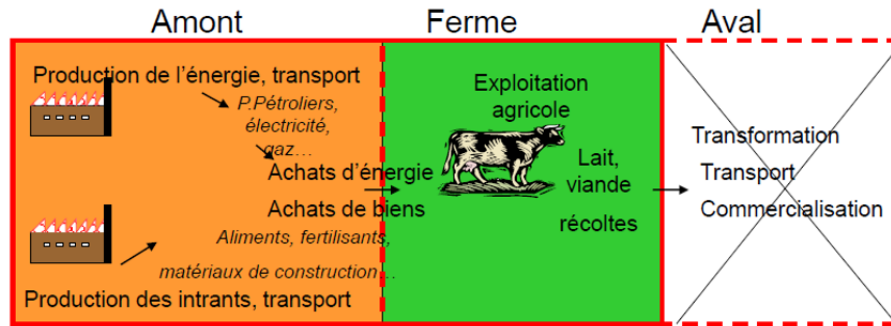 Amont
Ferme
Aval
Production de l'énergie, transport
P.Pétroliers,
électricité,
gaz...
Achats d'énergie
Achats de biens
Aliments, fertilisants,
matériaux de construction...
Production des intrants, transport
Exploitation
agricole
Lait,
viande
récoltes
Transformation
Transport
Commercialisation